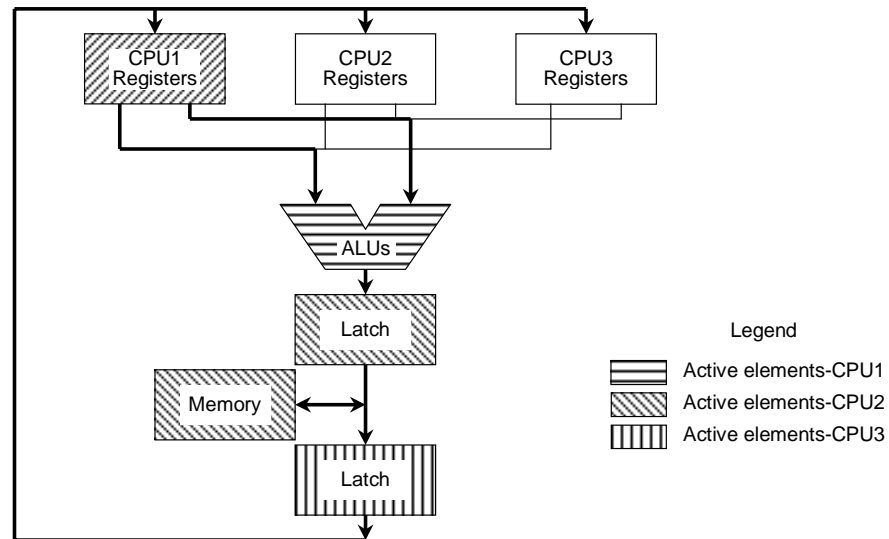 CPU1
Registers
CPU2
Registers
CPU3
Registers
ALUs
Latch
Memory
Latch
Legend
Active elements-CPU1
Active elements-CPU2
Active elements-CPU3